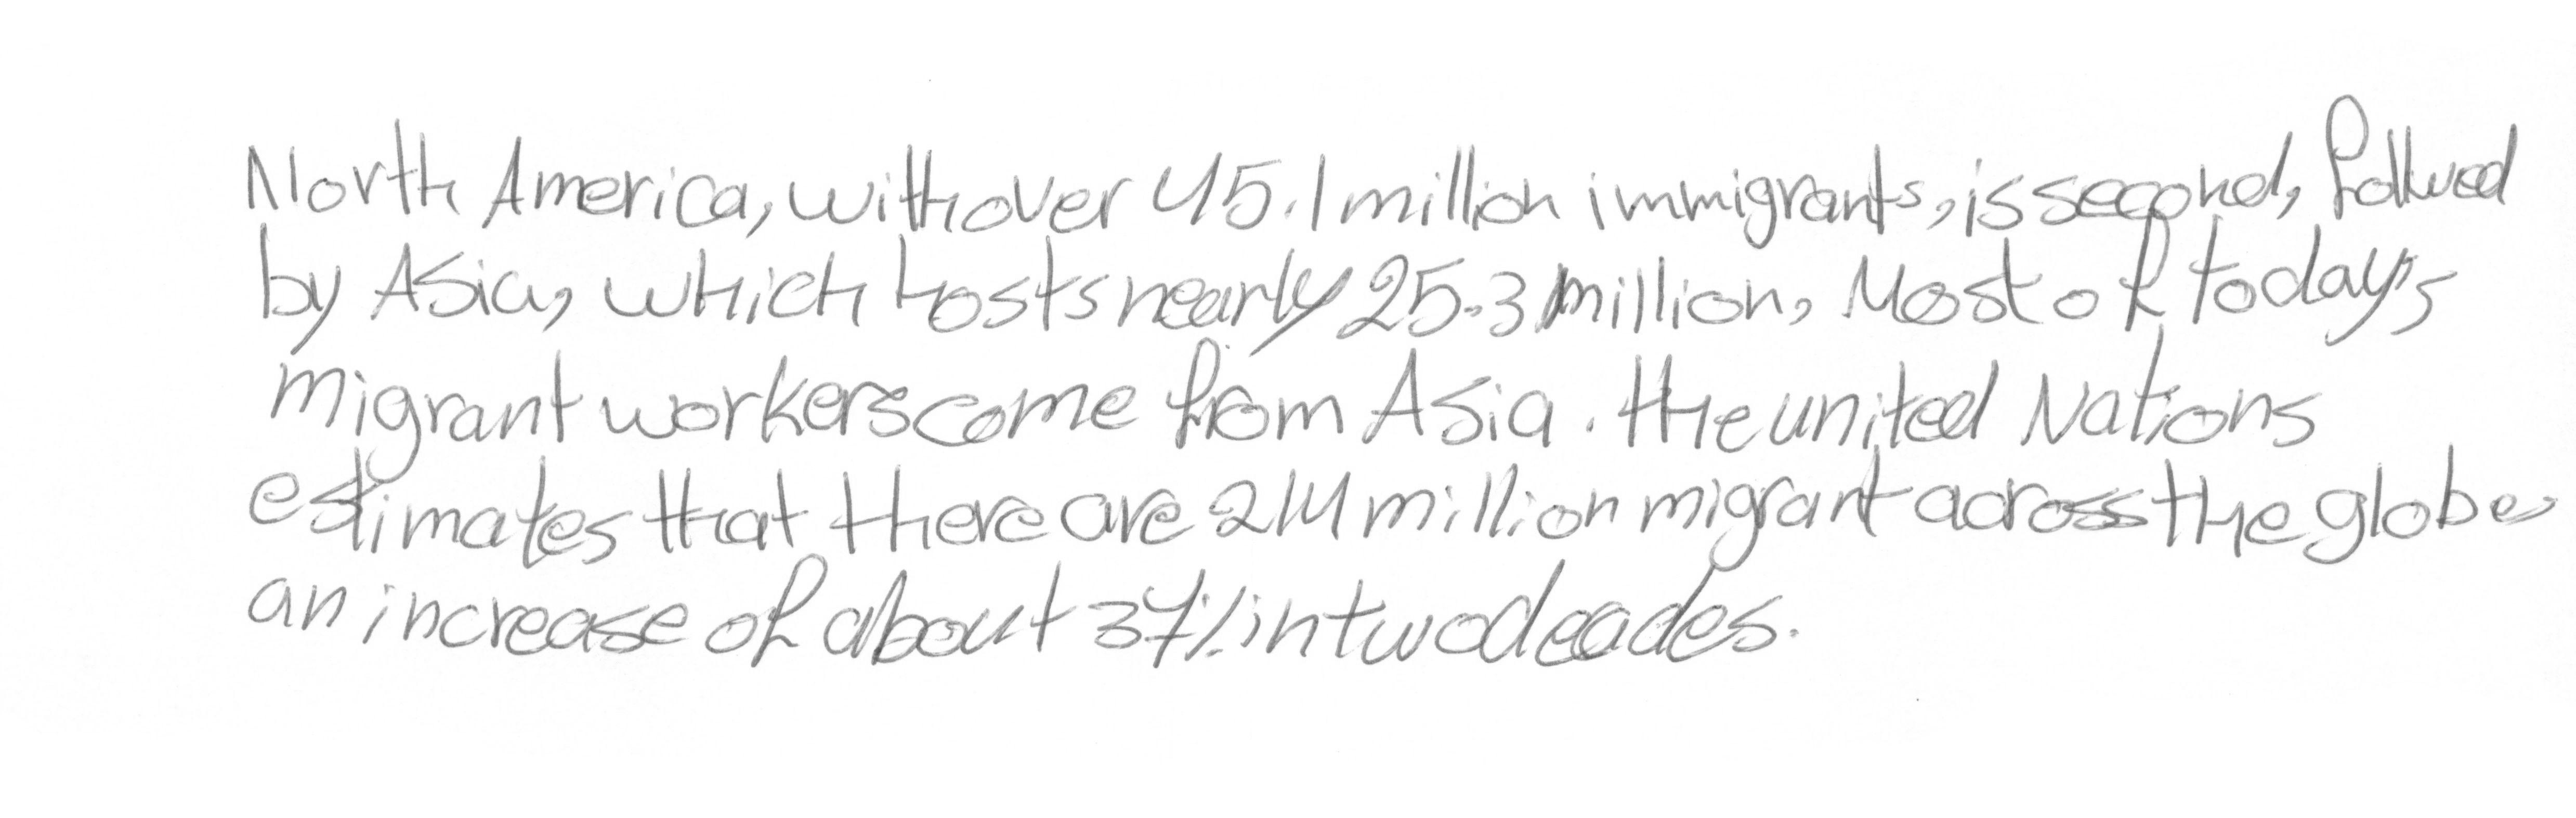 North America, with over 45.1 million immigrants, is second, follwed
by Asia, which hosts nearly 25.3 million, Most of today's
migrant workers come from Asia. the united Nations
estimates that there are 214 million migrant across the globe,
an increase of about 37% in two decades.